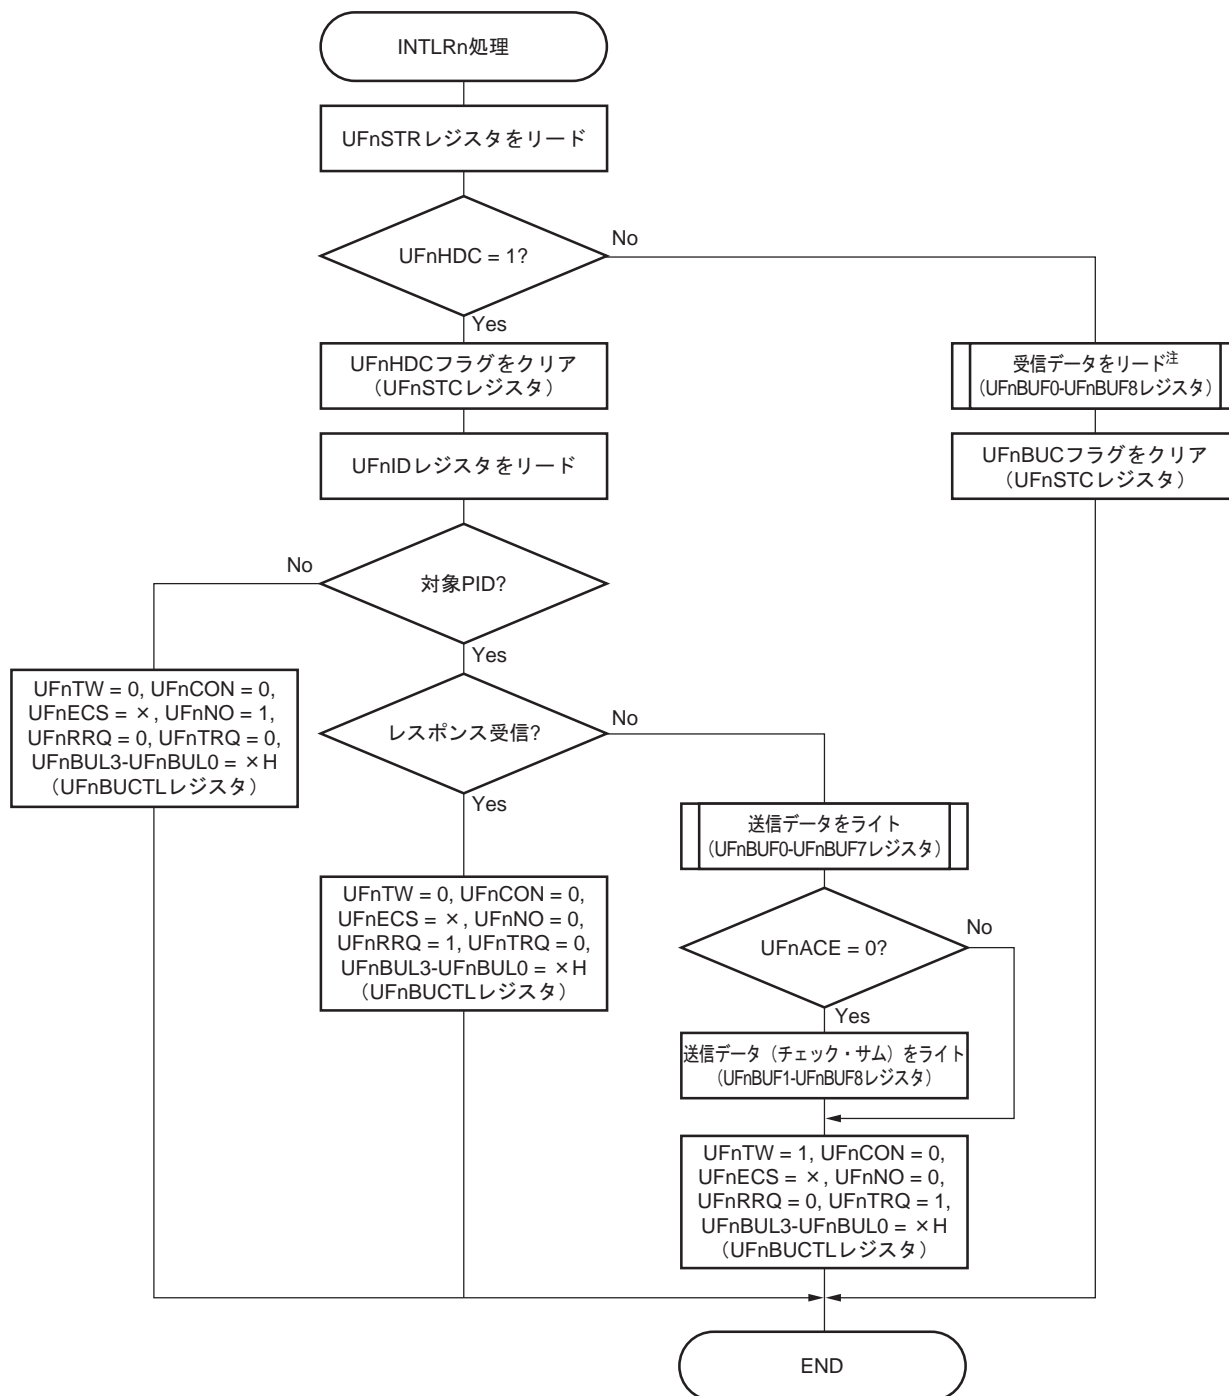 INTLRn処理
UFnSTRレジスタをリード
UFnHDC = 1?
No
Yes
UFnHDCフラグをクリア
（UFnSTCレジスタ）
受信データをリード注
（UFnBUF0-UFnBUF8レジスタ）
UFnIDレジスタをリード
UFnBUCフラグをクリア
（UFnSTCレジスタ）
対象PID?
No
Yes
UFnTW = 0, UFnCON = 0,
UFnECS = ×, UFnNO = 1,
UFnRRQ = 0, UFnTRQ = 0,
UFnBUL3-UFnBUL0 = ×H
（UFnBUCTLレジスタ）
レスポンス受信?
No
Yes
送信データをライト
（UFnBUF0-UFnBUF7レジスタ）
UFnTW = 0, UFnCON = 0,
UFnECS = ×, UFnNO = 0,
UFnRRQ = 1, UFnTRQ = 0,
UFnBUL3-UFnBUL0 = ×H
（UFnBUCTLレジスタ）
UFnACE = 0?
No
Yes
送信データ（チェック・サム）をライト
（UFnBUF1-UFnBUF8レジスタ）
UFnTW = 1, UFnCON = 0,
UFnECS = ×, UFnNO = 0,
UFnRRQ = 0, UFnTRQ = 1,
UFnBUL3-UFnBUL0 = ×H
（UFnBUCTLレジスタ）
END